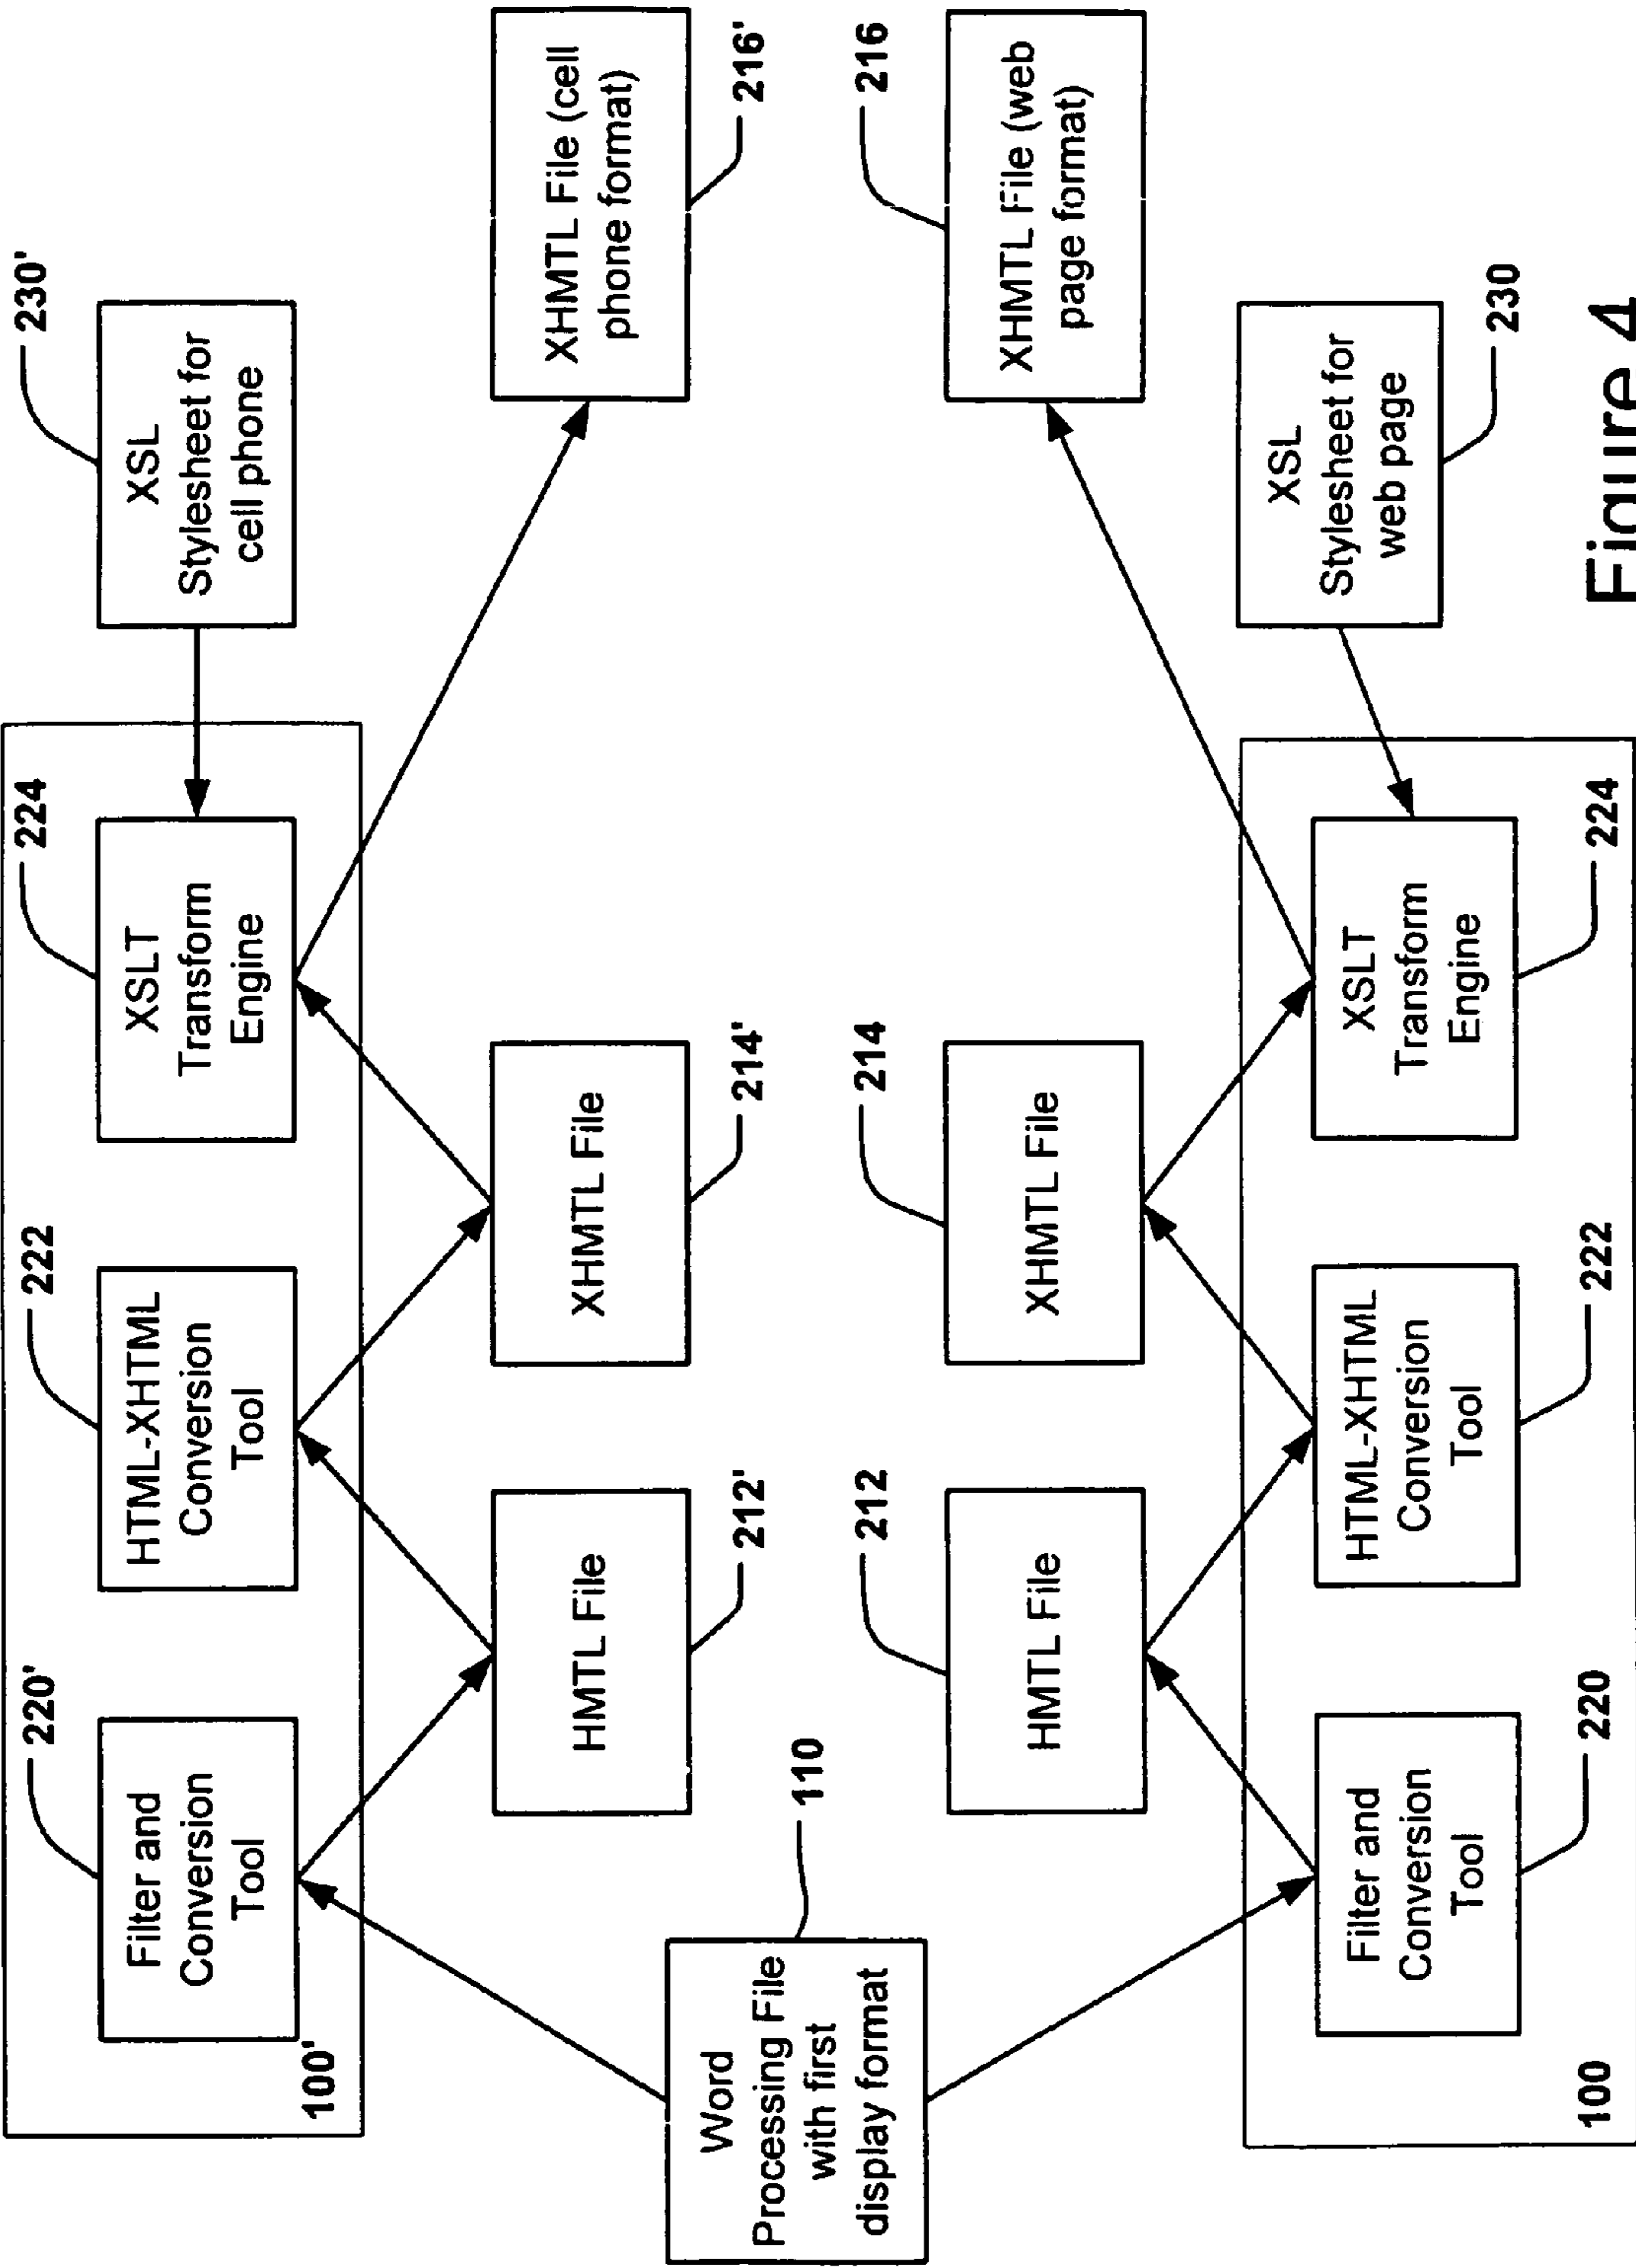 230'
XSL
Stylesheet for
cell phone
224
XSLT
Transform
Engine
222
HTML-XHTML
Conversion
Tool
220'
Filter and
Conversion
Tool
100'
XHMTL File (cell
phone format)
216'
XHMTL File
214'
HMTL File
212'
Word
Processing File
with first
display format
110
HMTL File
212
XHMTL File
214
XHMTL File (web
page format)
216
Filter and
Conversion
Tool
220
HTML-XHTML
Conversion
Tool
222
XSLT
Transform
Engine
224
XSL
Stylesheet for
web page
230
100
Figure 4